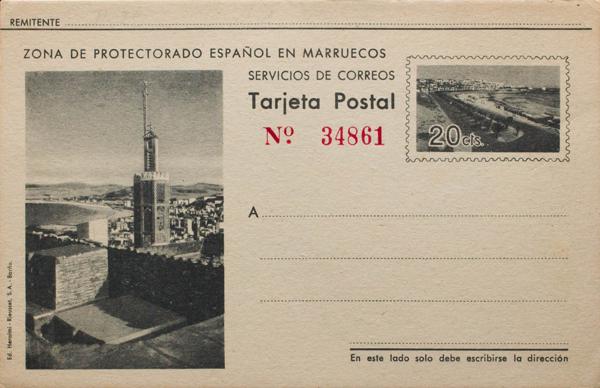 REMITENTE
ZONA DE PROTECTORADO ESPAÑOL EN MARRUECOS
SERVICIOS DE CORREOS
Tarjeta Postal
Nº 34861
20 cts.
A
En este lado solo debe escribirse la dirección